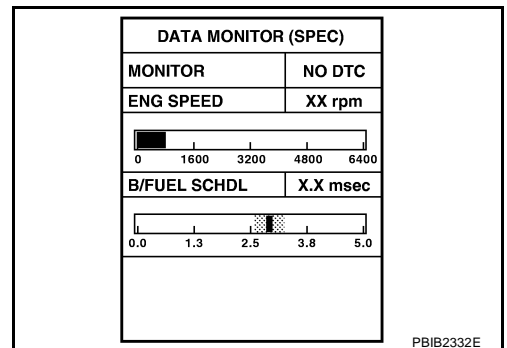 DATA MONITOR (SPEC)
MONITOR NO DTC
ENG SPEED XX rpm
0 1600 3200 4800 6400
B/FUEL SCHDL X.X msec
0.0 1.3 2.5 3.8 5.0
PBIB2332E